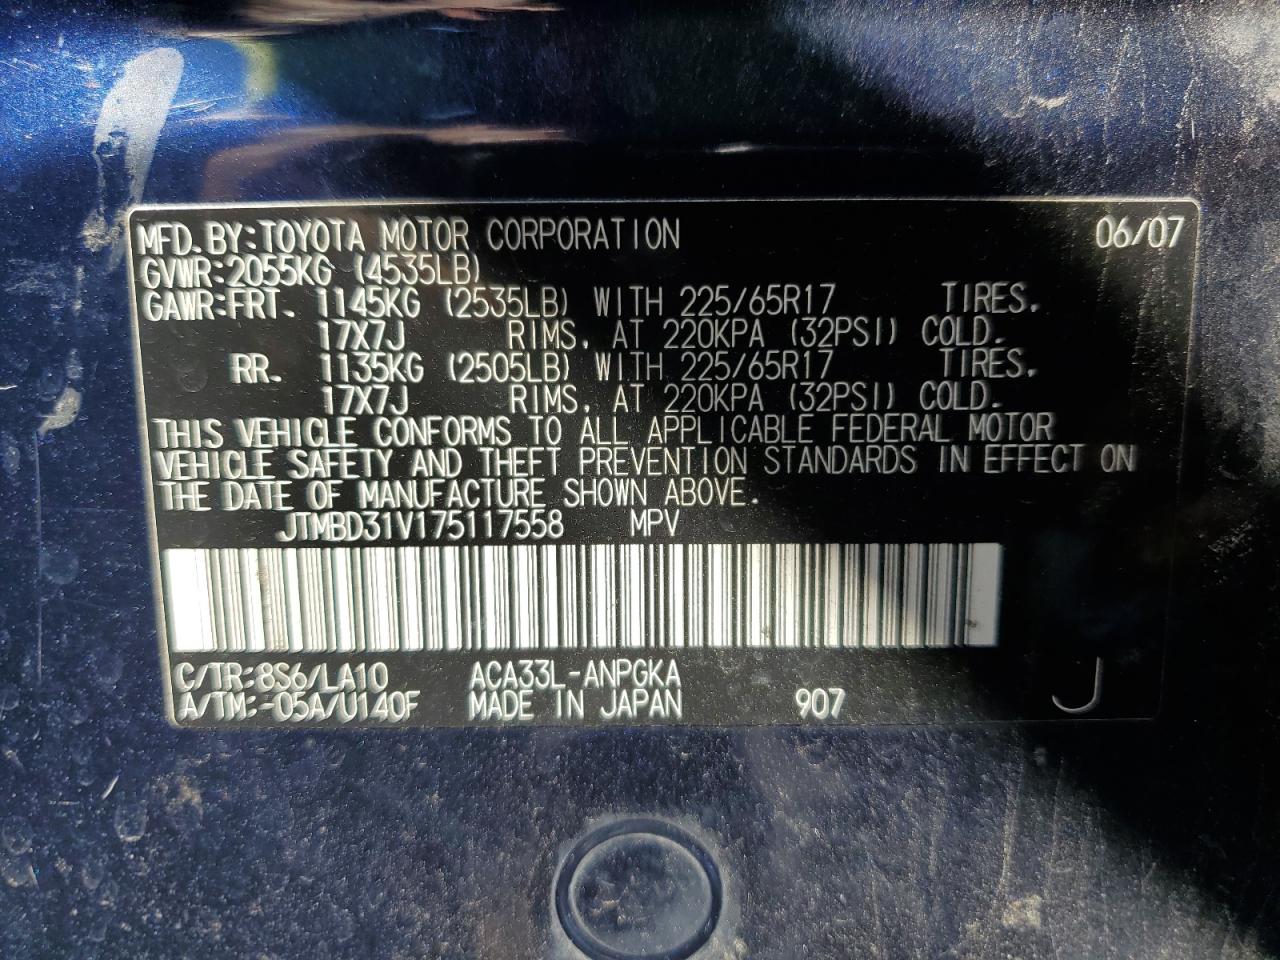 MFD. BY: TOYOTA MOTOR CORPORATION 06/07
GVWR: 2055KG (4535LB)
GAWR: FRT. 1145KG (2535LB) WITH 225/65R17 TIRES.
17X7J RIMS, AT 220KPA (32PSI) COLD.
RR. 1135KG (2505LB) WITH 225/65R17 TIRES.
17X7J RIMS, AT 220KPA (32PSI) COLD.
THIS VEHICLE CONFORMS TO ALL APPLICABLE FEDERAL MOTOR
VEHICLE SAFETY AND THEFT PREVENTION STANDARDS IN EFFECT ON
THE DATE OF MANUFACTURE SHOWN ABOVE.
JTMBD31V175117558 MPV
C/TR: 8S6/LA10 ACA33L-ANPGKA
A/TM: -05A/U140F MADE IN JAPAN 907 J